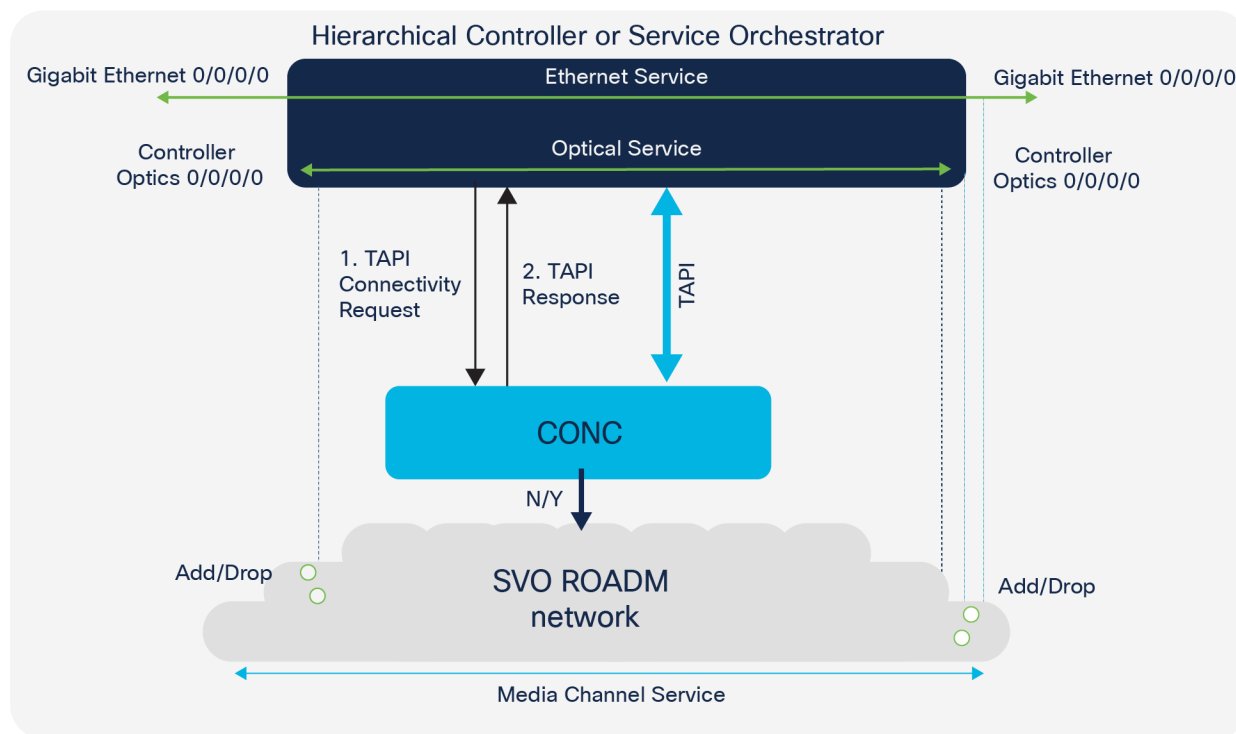 Hierarchical Controller or Service Orchestrator
Gigabit Ethernet 0/0/0/0
Ethernet Service
Gigabit Ethernet 0/0/0/0
Controller
Optics 0/0/0/0
Optical Service
Controller
Optics 0/0/0/0
1. TAPI
Connectivity
Request
2. TAPI
Response
TAPI
CONC
N/Y
Add/Drop
SVO ROADM
network
Add/Drop
Media Channel Service